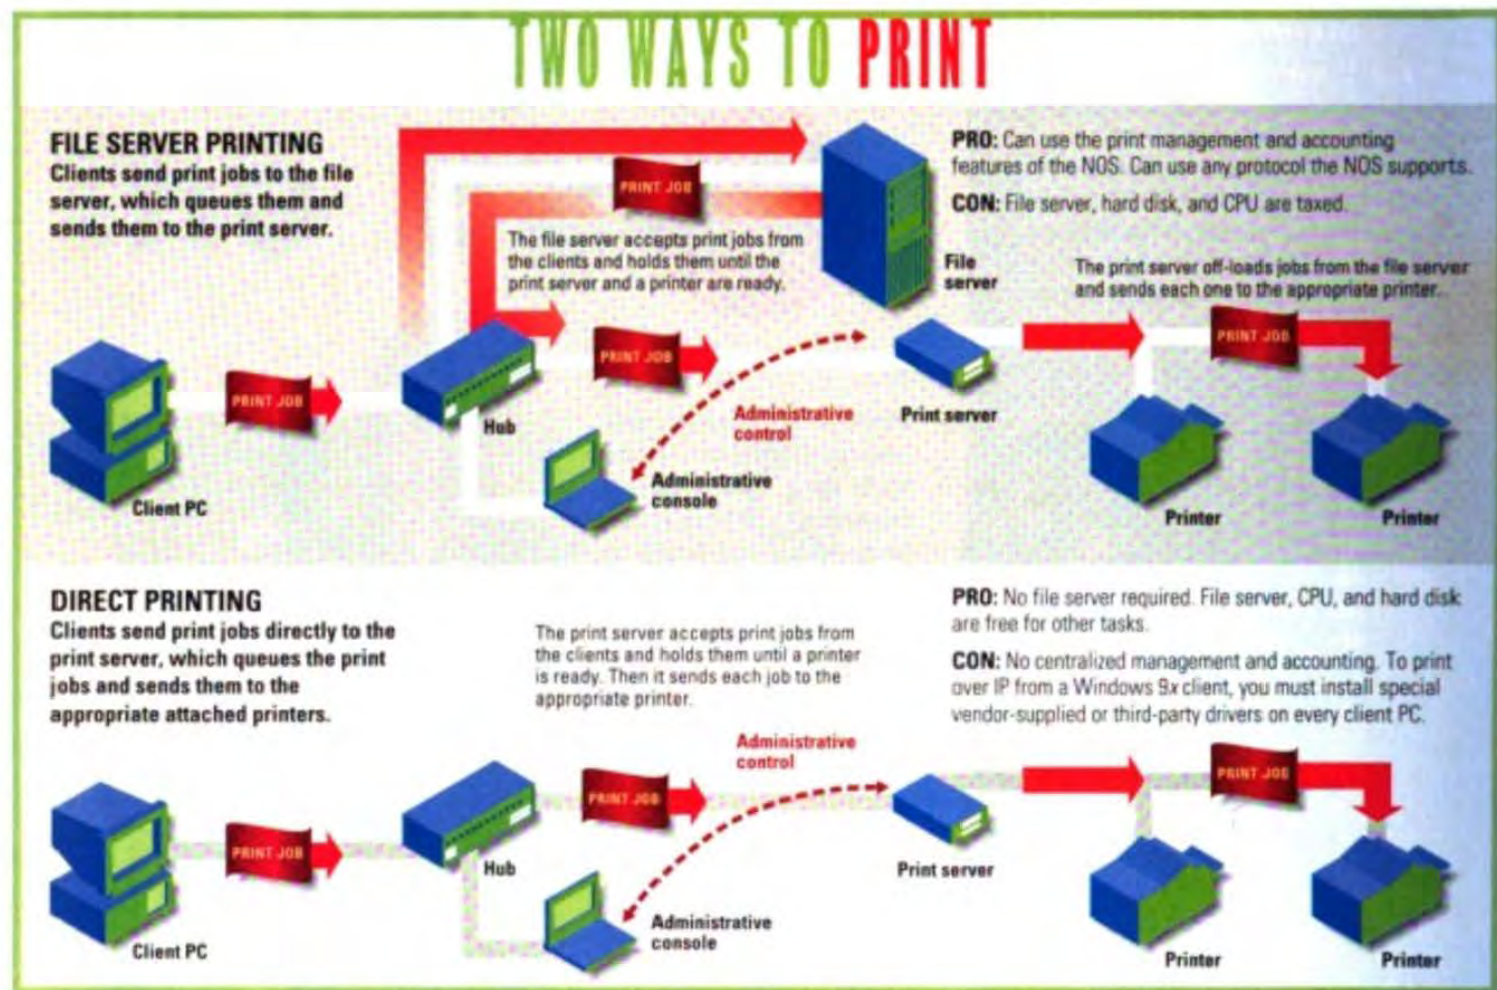 TWO WAYS TO PRINT
FILE SERVER PRINTING
Clients send print jobs to the file
server, which queues them and
sends them to the print server.
PRINT JOB
The file server accepts print jobs from
the clients and holds them until the
print server and a printer are ready.
PRO: Can use the print management and accounting
features of the NOS. Can use any protocol the NOS supports.
CON: File server, hard disk, and CPU are taxed.
File
server
The print server off-loads jobs from the file server
and sends each one to the appropriate printer.
PRINT JOB
PRINT JOB
PRINT JOB
Client PC
Hub
Administrative
control
Administrative
console
Print server
Printer
Printer
DIRECT PRINTING
Clients send print jobs directly to the
print server, which queues the print
jobs and sends them to the
appropriate attached printers.
The print server accepts print jobs from
the clients and holds them until a printer
is ready. Then it sends each job to the
appropriate printer.
PRO: No file server required. File server, CPU, and hard disk
are free for other tasks.
CON: No centralized management and accounting. To print
over IP from a Windows 9x client, you must install special
vendor-supplied or third-party drivers on every client PC.
Administrative
control
PRINT JOB
PRINT JOB
PRINT JOB
Client PC
Hub
Administrative
console
Print server
Printer
Printer